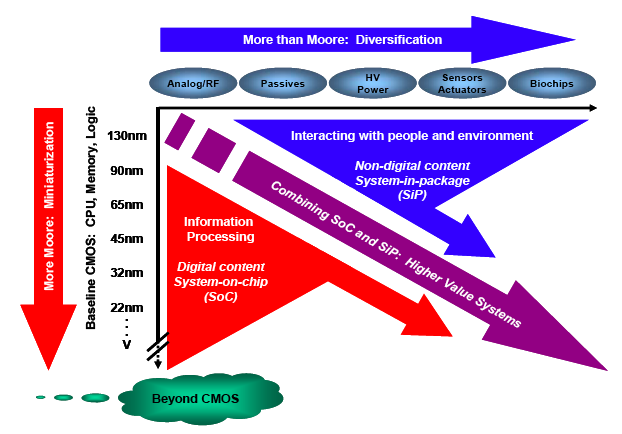 More than Moore: Diversification
Analog/RF
Passives
HV
Power
Sensors
Actuators
Biochips
More Moore: Miniaturization
Baseline CMOS: CPU, Memory, Logic
130nm
90nm
65nm
45nm
32nm
22nm
V
Interacting with people and environment
Non-digital content
System-in-package
(SiP)
Combining SoC and SiP: Higher Value Systems
Information
Processing
Digital content
System-on-chip
(SoC)
Beyond CMOS